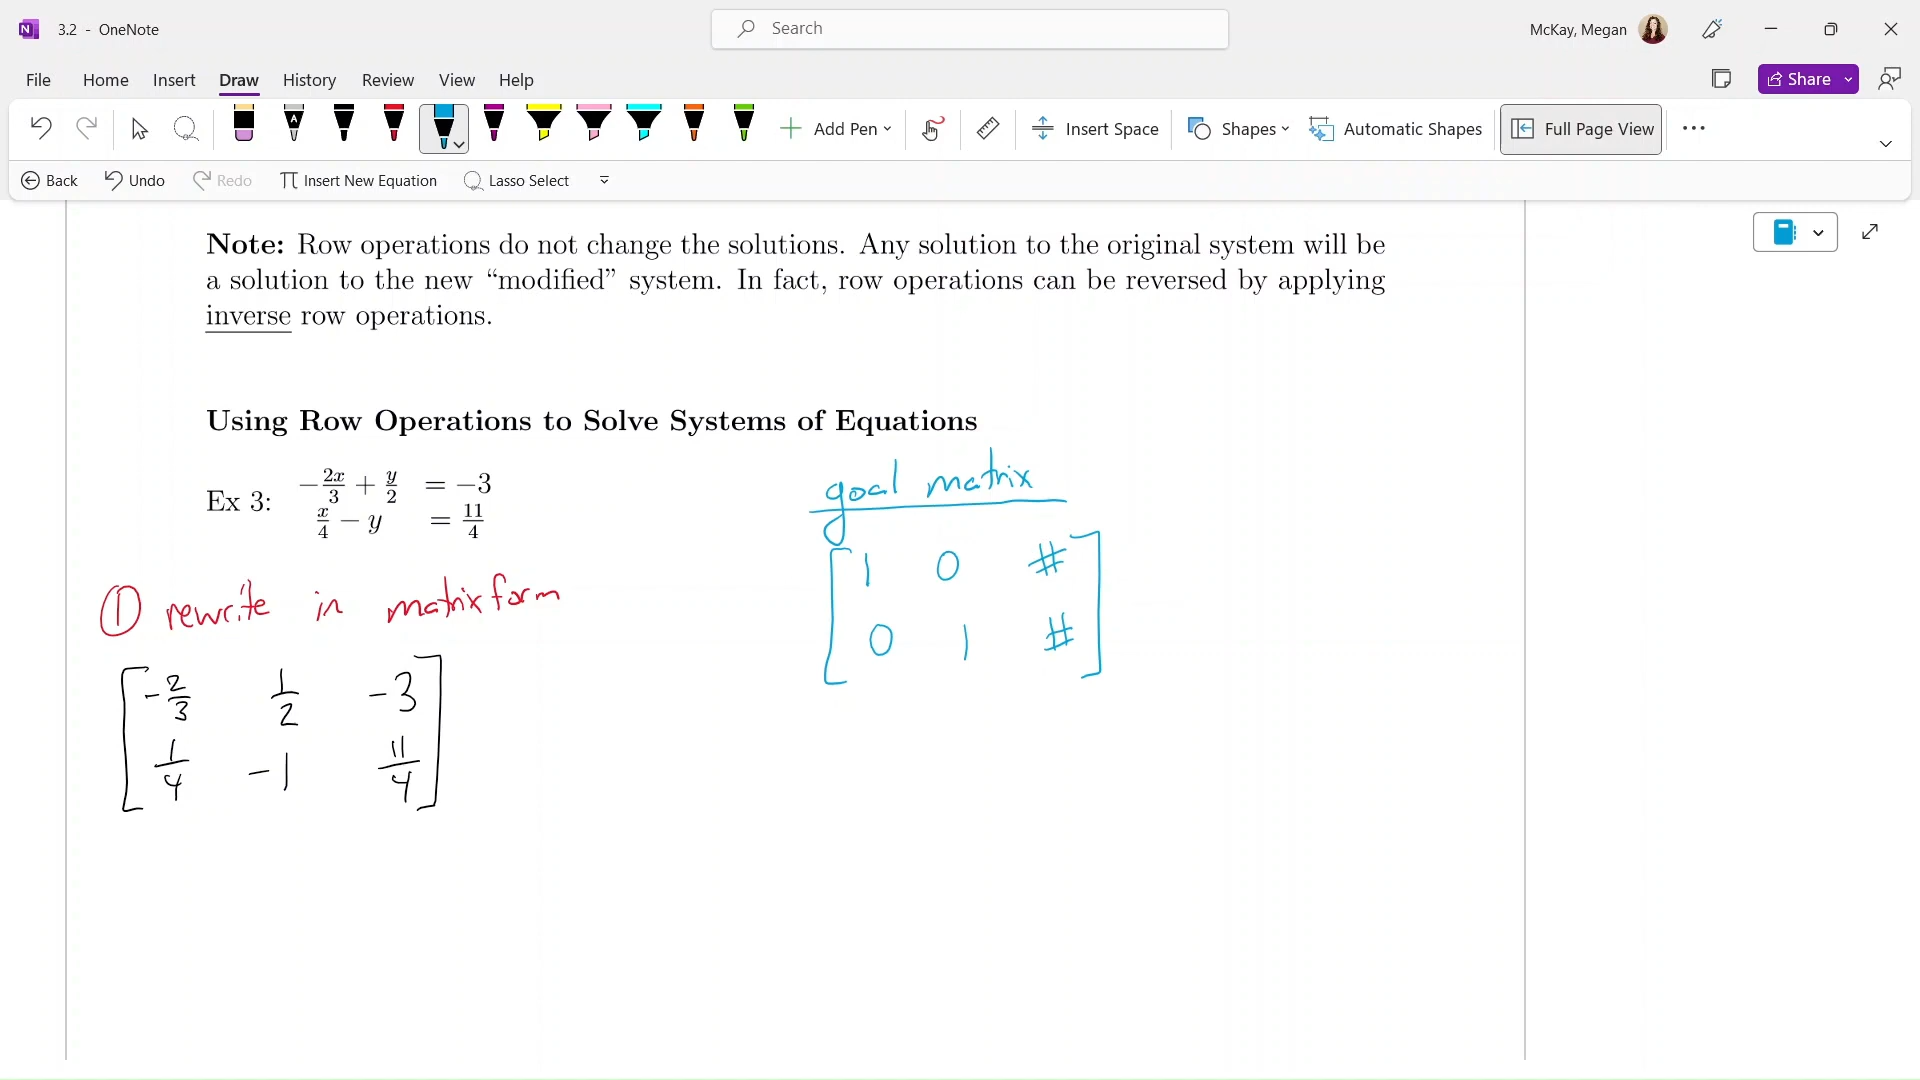 3.2 - OneNote
Search
McKay, Megan
File Home Insert Draw History Review View Help
Share
A
Add Pen
Insert Space
Shapes
Automatic Shapes
Full Page View
Back Undo Redo Insert New Equation Lasso Select
Note: Row operations do not change the solutions. Any solution to the original system will be
a solution to the new “modified” system. In fact, row operations can be reversed by applying
inverse row operations.
Using Row Operations to Solve Systems of Equations
Ex 3: -2x/3 + y/2 = -3
x/4 - y = 11/4
goal matrix
1 0 #
0 1 #
① rewrite in matrix form
-2/3 1/2 -3
1/4 -1 11/4